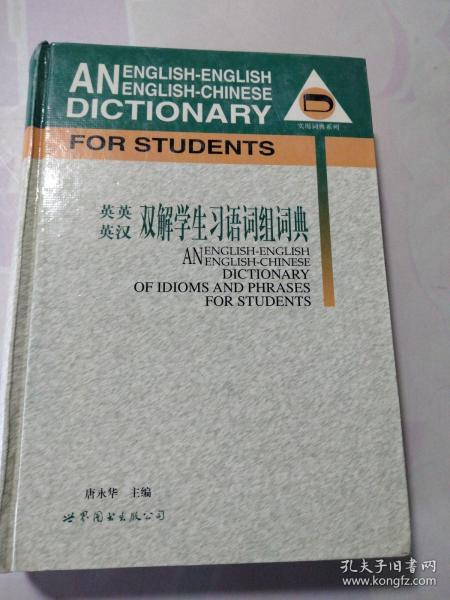 AN ENGLISH-ENGLISH
ENGLISH-CHINESE
DICTIONARY
实用词典系列
FOR STUDENTS
英英
英汉
双解学生习语词组词典
AN ENGLISH-ENGLISH
ENGLISH-CHINESE
DICTIONARY
OF IDIOMS AND PHRASES
FOR STUDENTS
唐永华 主编
世界图书出版公司
孔夫子旧书网
www.kongfz.com